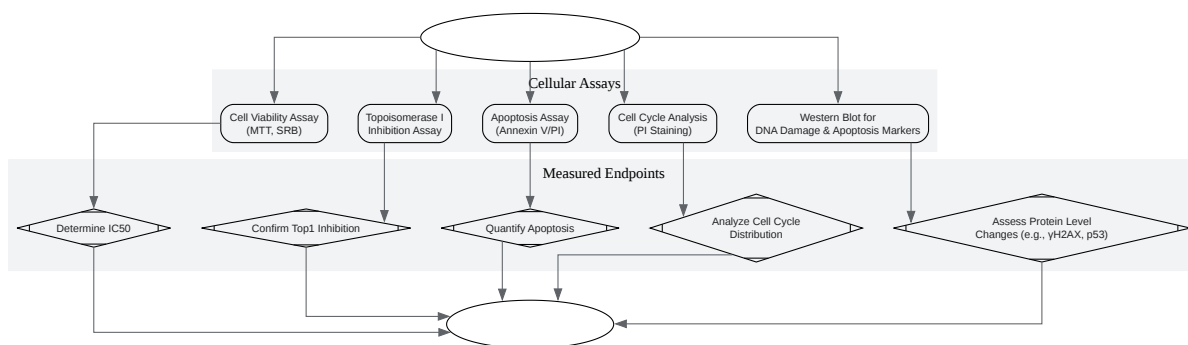 Cellular Assays
Cell Viability Assay
(MTT, SRB)
Topoisomerase I
Inhibition Assay
Apoptosis Assay
(Annexin V/PI)
Cell Cycle Analysis
(PI Staining)
Western Blot for
DNA Damage & Apoptosis Markers
Measured Endpoints
Determine IC50
Confirm Top1 Inhibition
Quantify Apoptosis
Analyze Cell Cycle
Distribution
Assess Protein Level
Changes (e.g., γH2AX, p53)